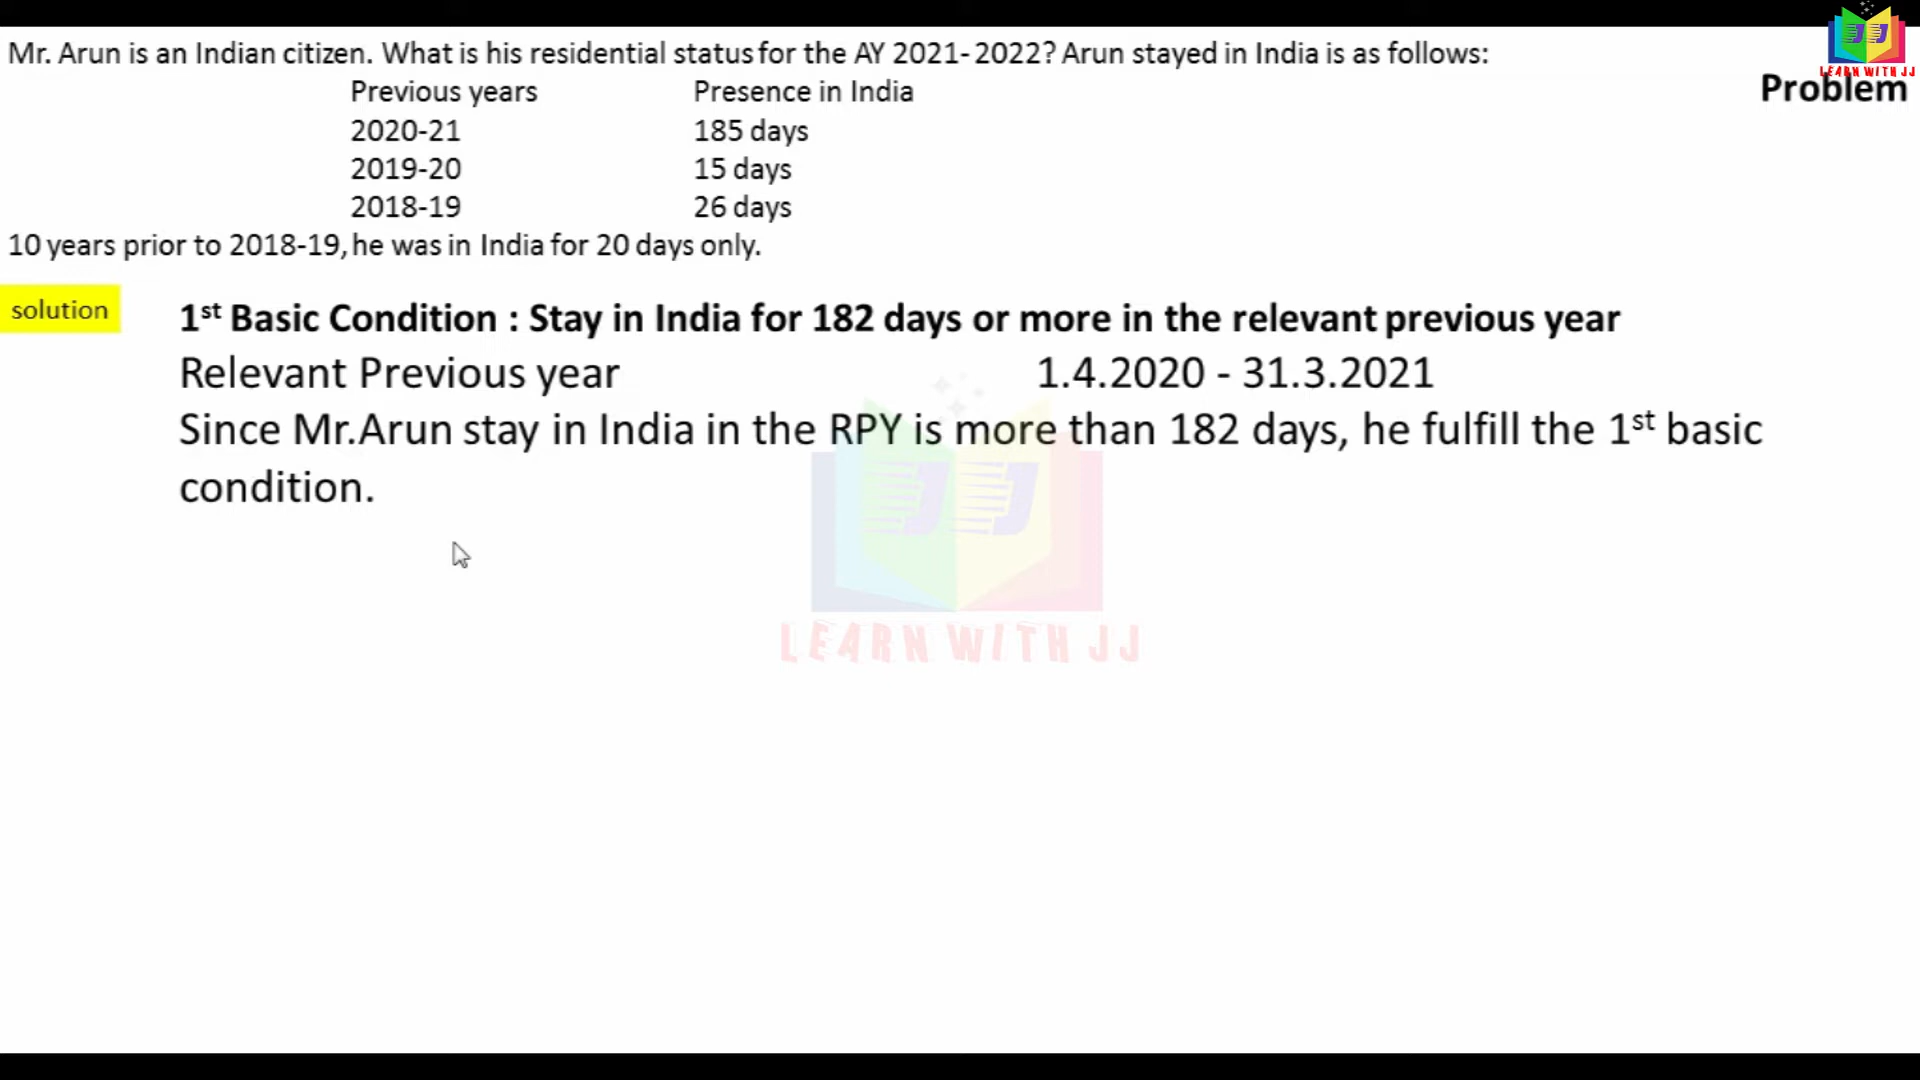 Mr. Arun is an Indian citizen. What is his residential status for the AY 2021-2022? Arun stayed in India is as follows:
LEARN WITH JJ
Problem
Previous years Presence in India
2020-21 185 days
2019-20 15 days
2018-19 26 days
10 years prior to 2018-19, he was in India for 20 days only.
solution
1st Basic Condition : Stay in India for 182 days or more in the relevant previous year
Relevant Previous year 1.4.2020 - 31.3.2021
Since Mr.Arun stay in India in the RPY is more than 182 days, he fulfill the 1st basic
condition.
JJ
LEARN WITH JJ